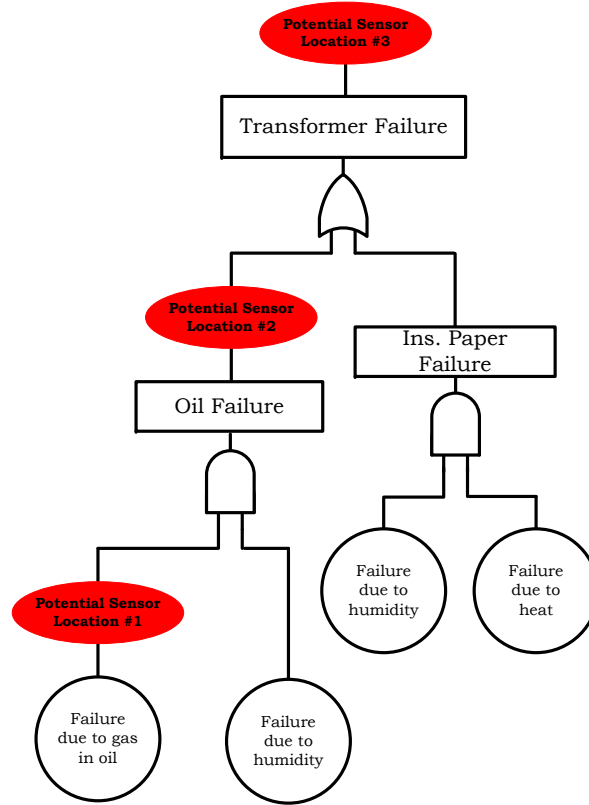 Potential Sensor
Location #3
Transformer Failure
Potential Sensor
Location #2
Ins. Paper
Failure
Oil Failure
Failure
due to
humidity
Failure
due to
heat
Potential Sensor
Location #1
Failure
due to gas
in oil
Failure
due to
humidity